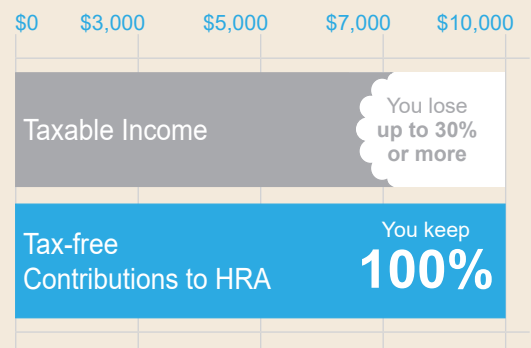 $0 $3,000 $5,000 $7,000 $10,000
Taxable Income
You lose
up to 30%
or more
Tax-free
Contributions to HRA
You keep
100%